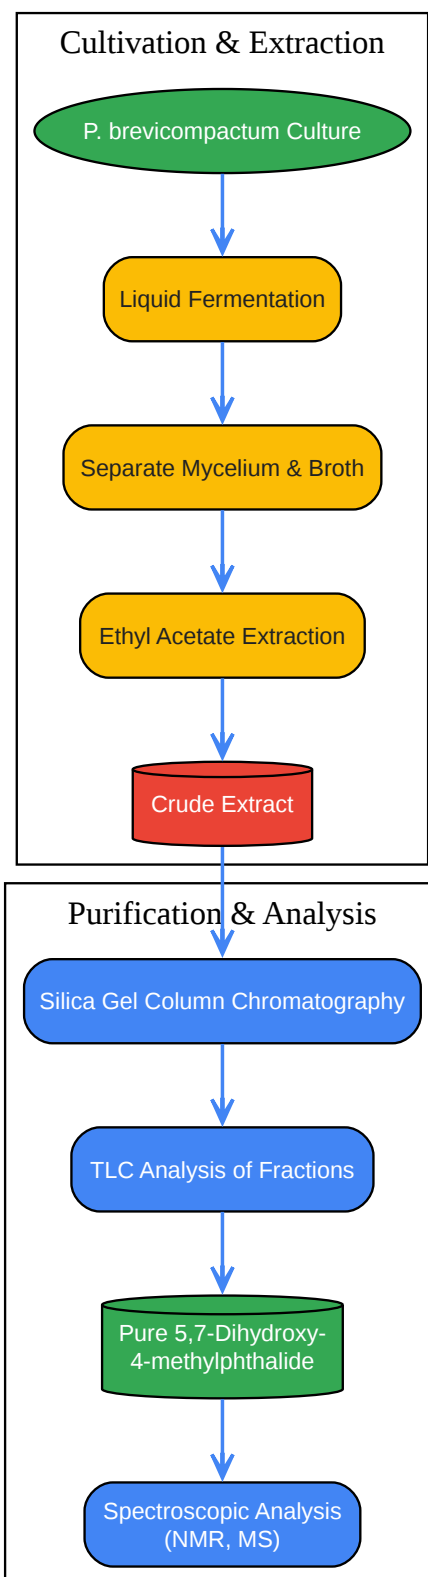 Cultivation & Extraction
P. brevicompactum Culture
Liquid Fermentation
Separate Mycelium & Broth
Ethyl Acetate Extraction
Crude Extract
Purification & Analysis
Silica Gel Column Chromatography
TLC Analysis of Fractions
Pure 5,7-Dihydroxy-
4-methylphthalide
Spectroscopic Analysis
(NMR, MS)